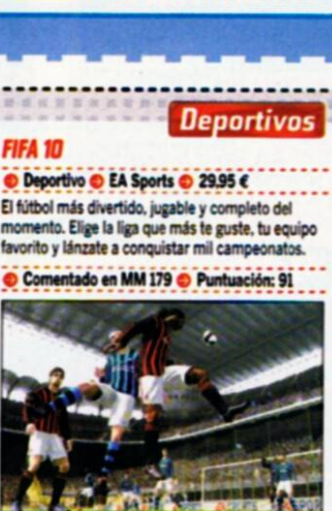 Deportivos
FIFA 10
Deportivo EA Sports 29,95 €
El fútbol más divertido, jugable y completo del
momento. Elige la liga que más te guste, tu equipo
favorito y lánzate a conquistar mil campeonatos.
Comentado en MM 179 Puntuación: 91